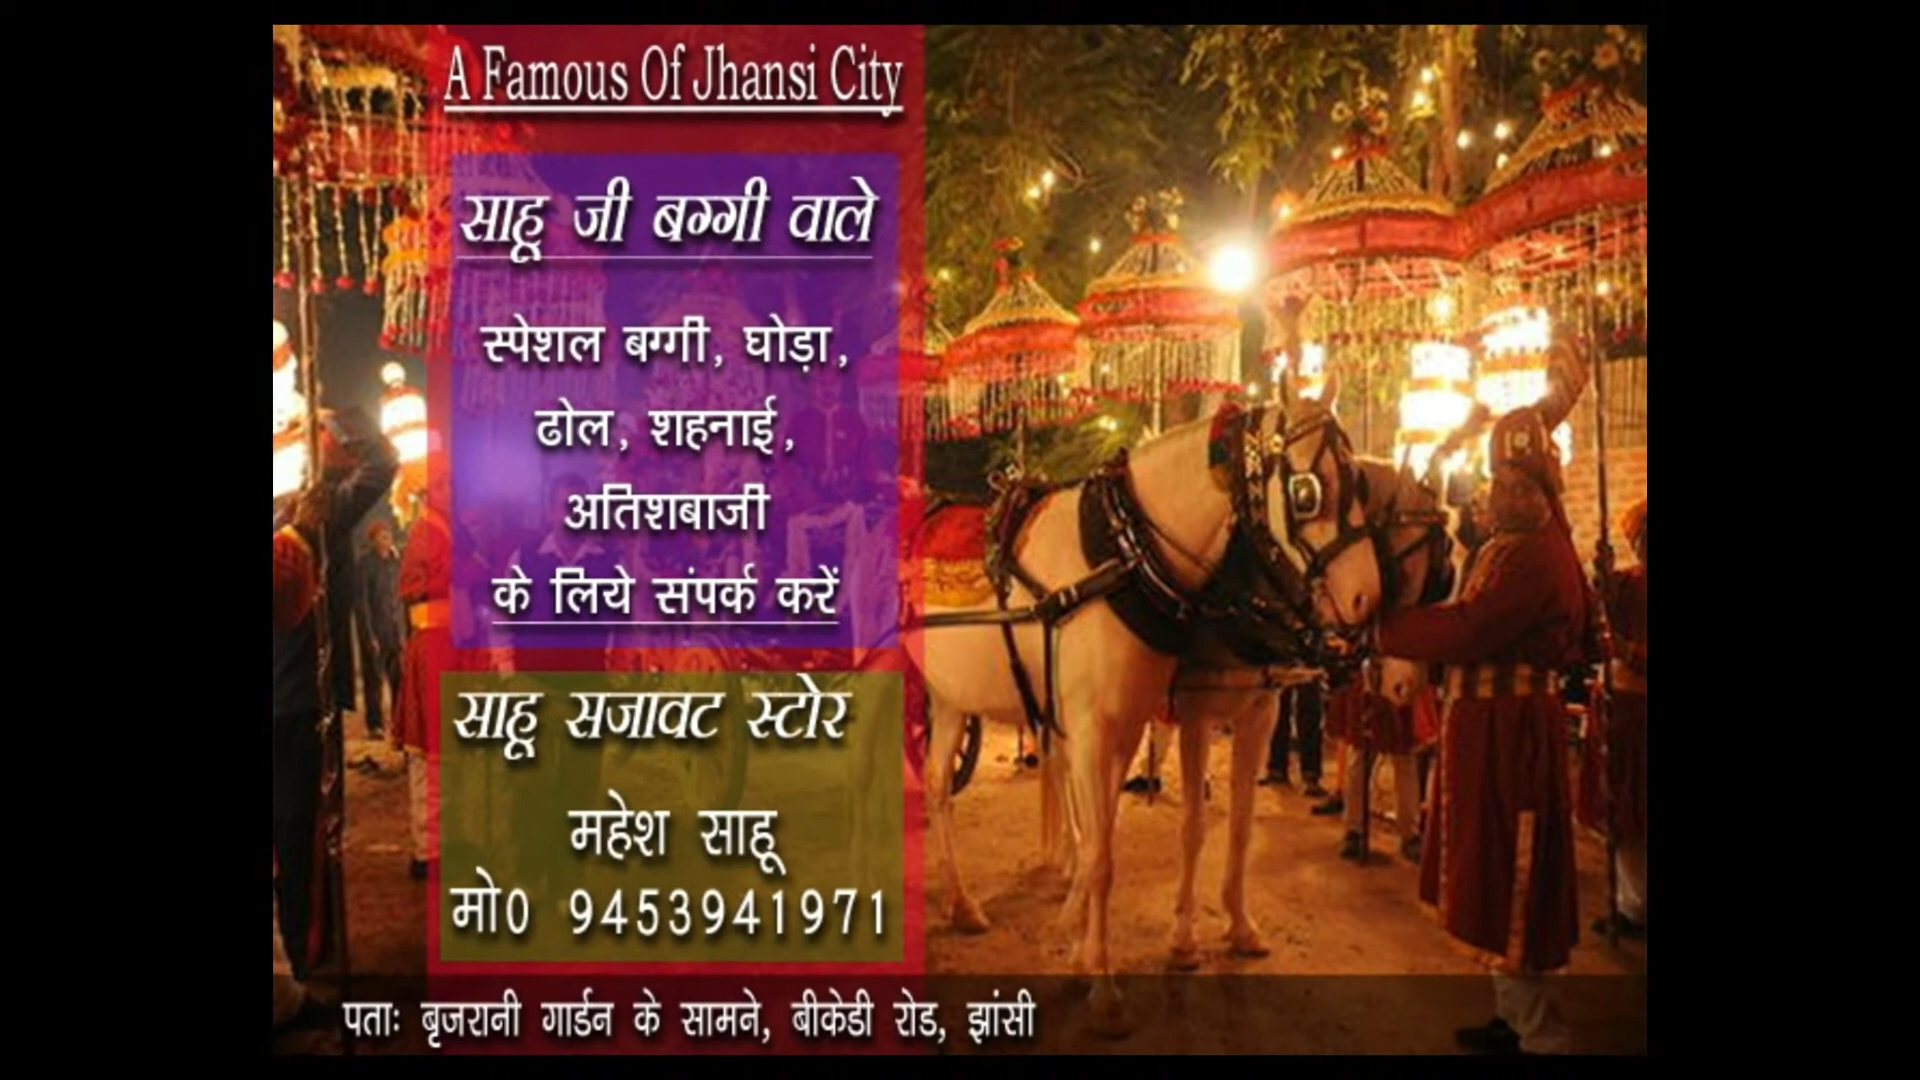 A Famous Of Jhansi City
साहू जी बग्गी वाले
स्पेशल बग्गी, घोड़ा,
ढोल, शहनाई,
अतिशबाजी
के लिये संपर्क करें
साहू सजावट स्टोर
महेश साहू
मो0 9453941971
पताः बृजरानी गार्डन के सामने, बीकेडी रोड, झांसी